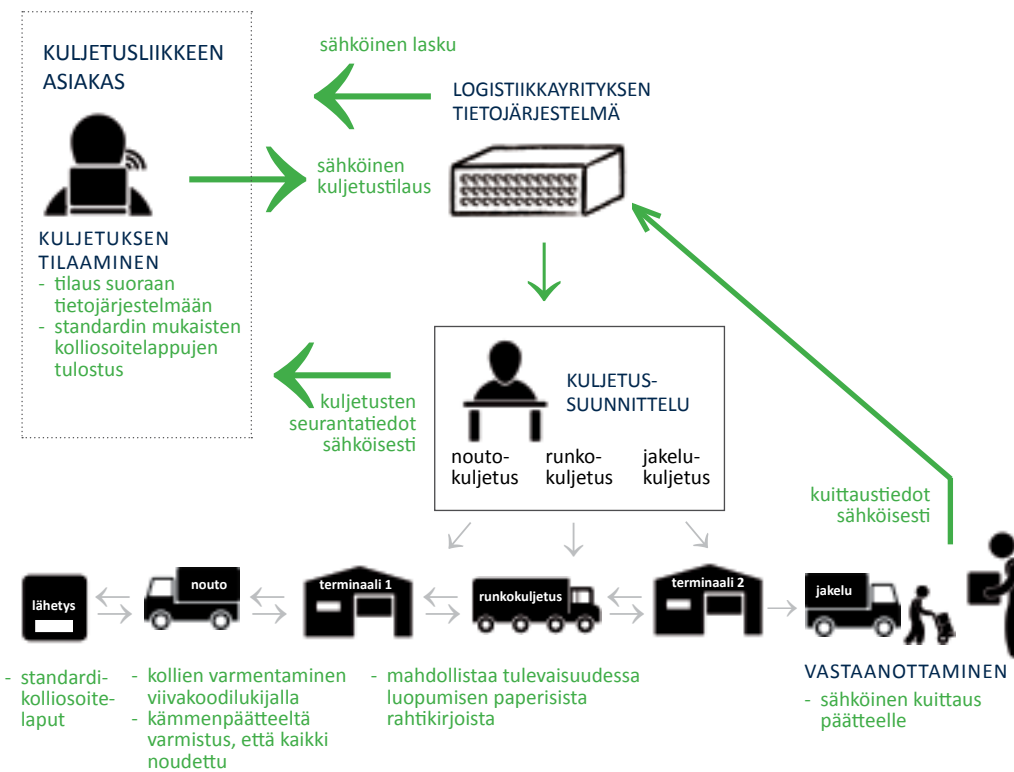 KULJETUSLIIKKEEN
ASIAKAS
sähköinen lasku
LOGISTIIKKAYRITYKSEN
TIETOJÄRJESTELMÄ
sähköinen
kuljetustilaus
KULJETUKSEN
TILAAMINEN
- tilaus suoraan
tietojärjestelmään
- standardin mukaisten
kolliosoitelappujen
tulostus
kuljetusten
seurantatiedot
sähköisesti
KULJETUS-
SUUNNITTELU
nouto-
kuljetus
runko-
kuljetus
jakelu-
kuljetus
kuittaustiedot
sähköisesti
lähetys
nouto
terminaali 1
runkokuljetus
terminaali 2
jakelu
- standardi-
kolliosoite-
laput
- kollien varmentaminen
viivakoodilukijalla
- kämmenpäätteeltä
varmistus, että kaikki
noudettu
- mahdollistaa tulevaisuudessa
luopumisen paperisista
rahtikirjoista
VASTAANOTTAMINEN
- sähköinen kuittaus
päätteelle